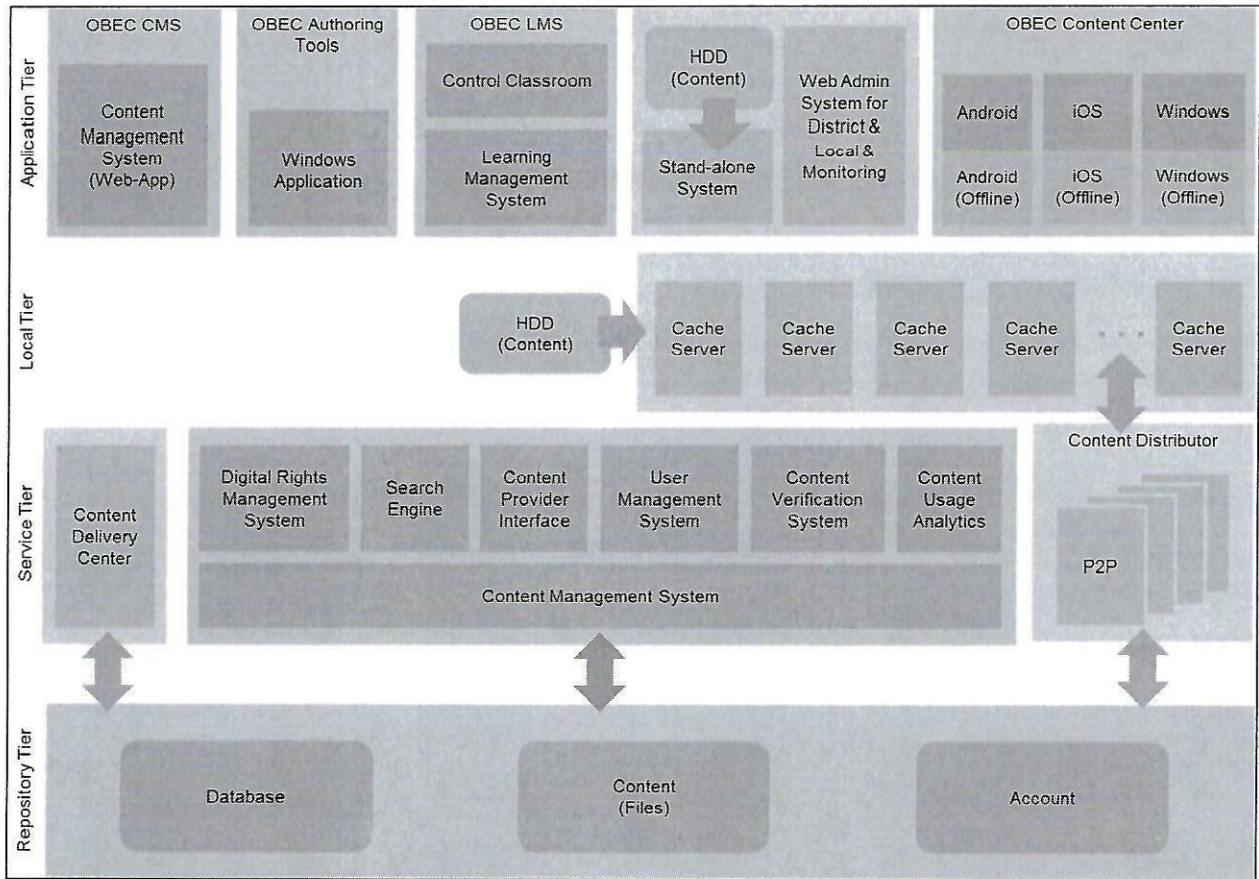 Application Tier
OBEC CMS
Content
Management
System
(Web-App)
OBEC Authoring
Tools
Windows
Application
OBEC LMS
Control Classroom
Learning
Management
System
HDD
(Content)
Stand-alone
System
Web Admin
System for
District &
Local &
Monitoring
OBEC Content Center
Android
iOS
Windows
Android
(Offline)
iOS
(Offline)
Windows
(Offline)
Local Tier
HDD
(Content)
Cache
Server
Cache
Server
Cache
Server
Cache
Server
...
Cache
Server
Service Tier
Content
Delivery
Center
Digital Rights
Management
System
Search
Engine
Content
Provider
Interface
User
Management
System
Content
Verification
System
Content
Usage
Analytics
Content Management System
Content Distributor
P2P
Repository Tier
Database
Content
(Files)
Account